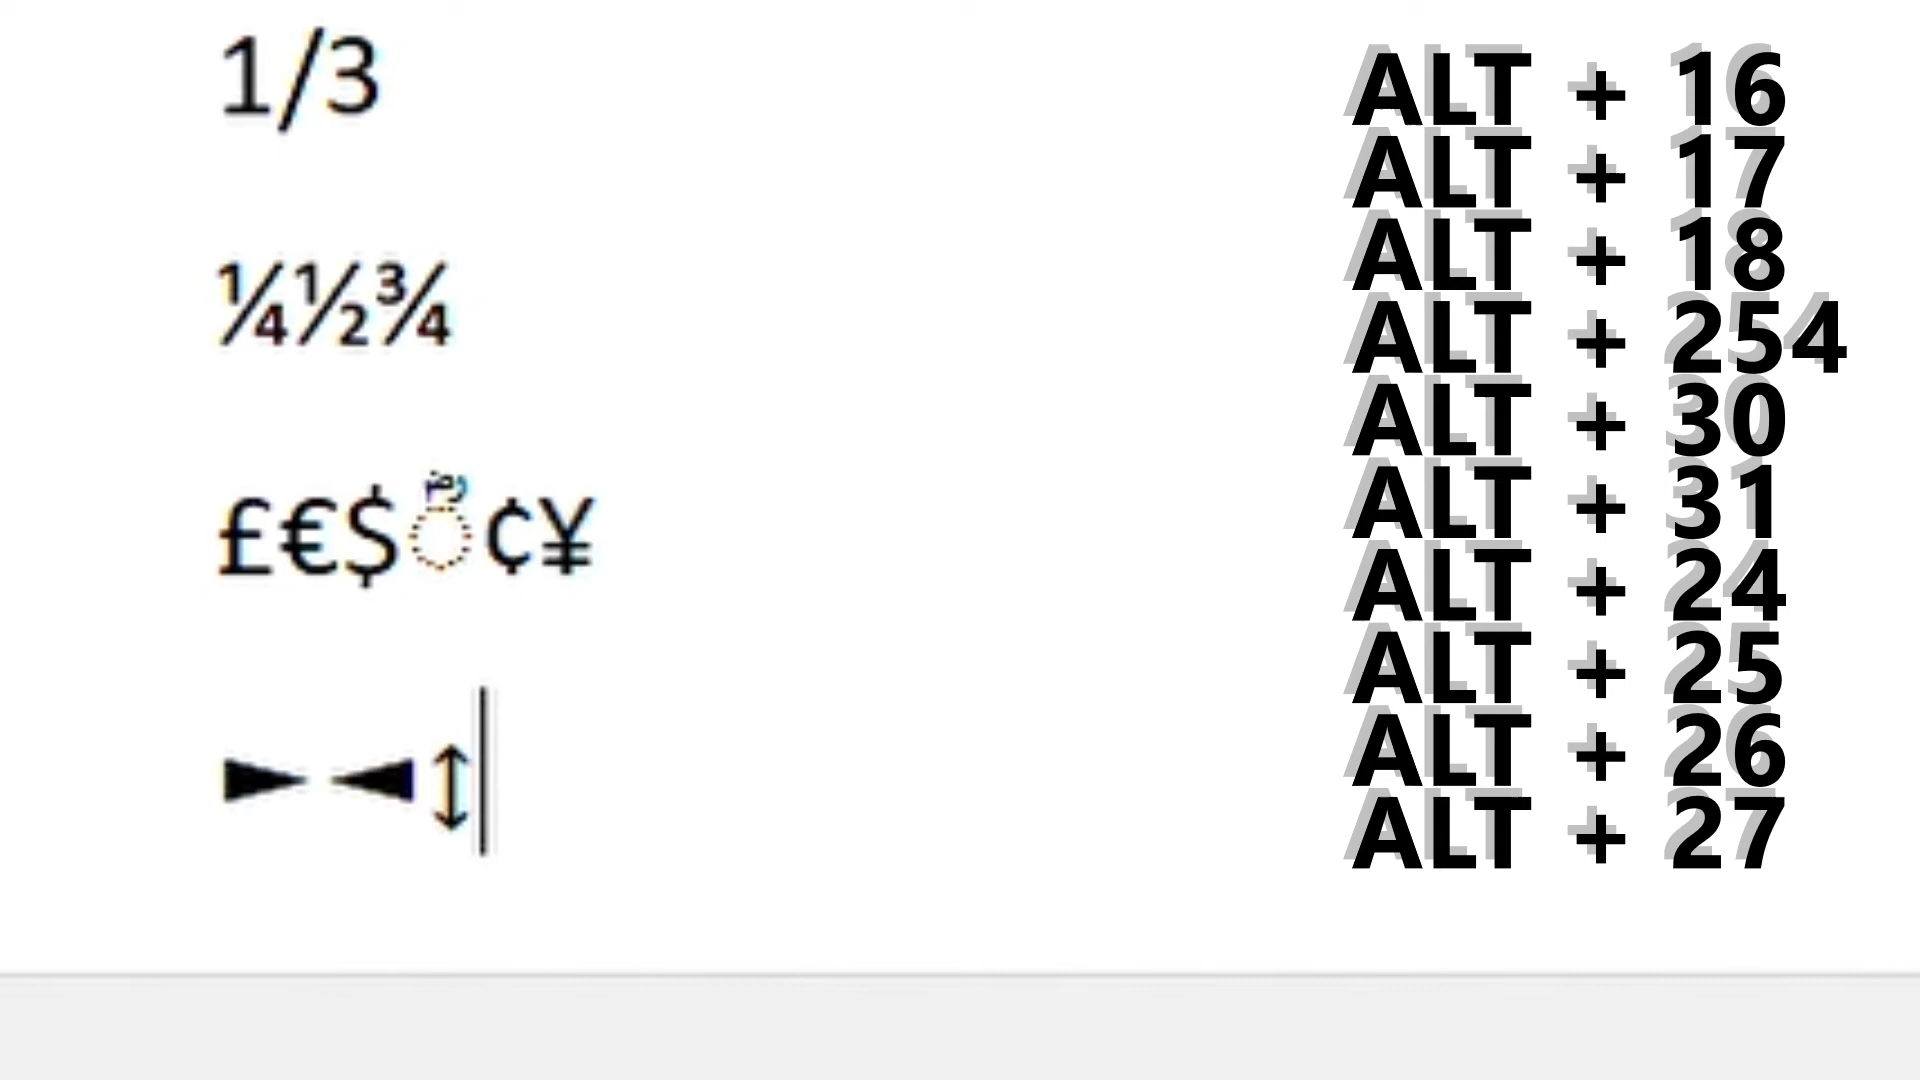 1/3
¼½¾
£€$¢¥
►◄↕
ALT + 16
ALT + 17
ALT + 18
ALT + 254
ALT + 30
ALT + 31
ALT + 24
ALT + 25
ALT + 26
ALT + 27